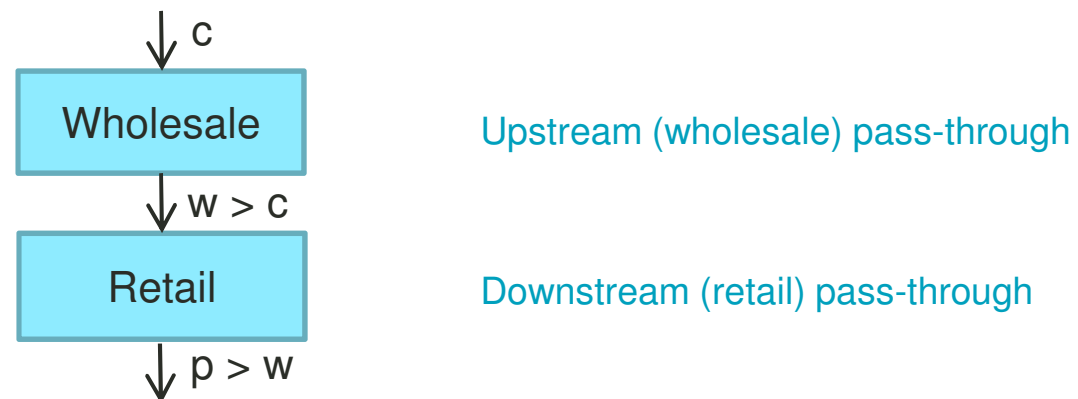 c
Wholesale
Upstream (wholesale) pass-through
w > c
Retail
Downstream (retail) pass-through
p > w